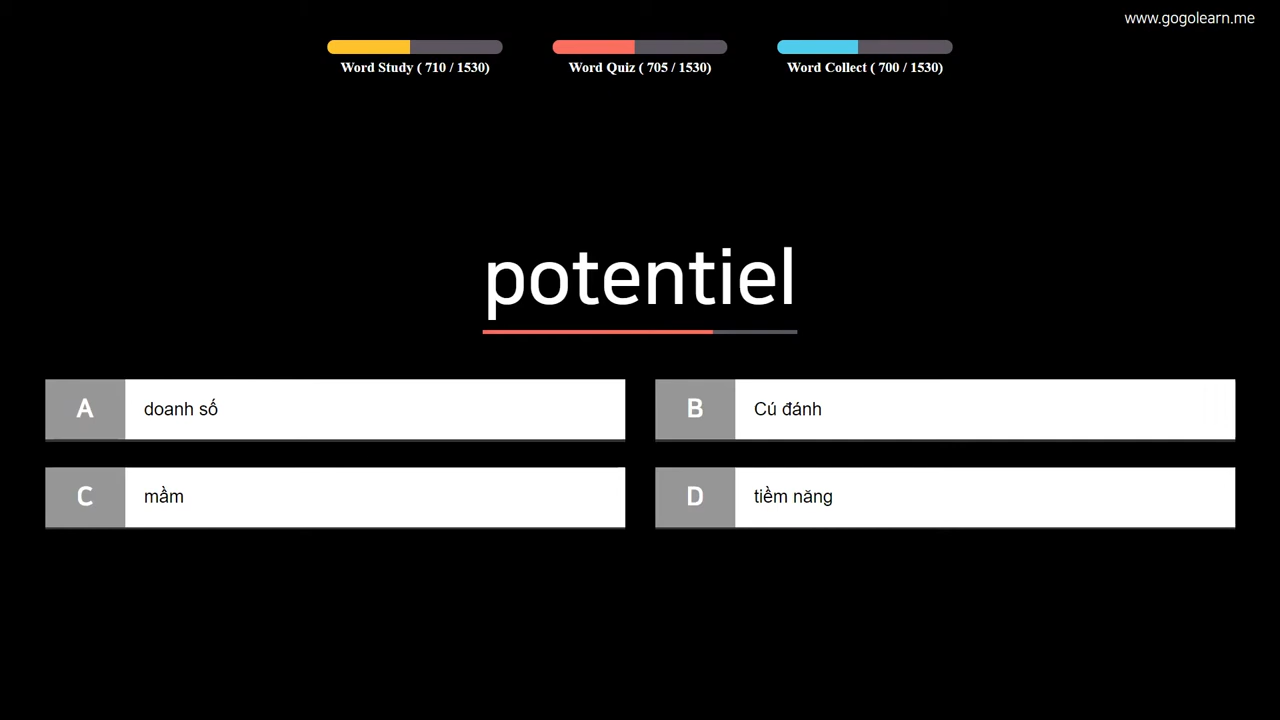 www.gogolearn.me
Word Study ( 710 / 1530)
Word Quiz ( 705 / 1530)
Word Collect ( 700 / 1530)
potentiel
A doanh số
B Cú đánh
C mầm
D tiềm năng